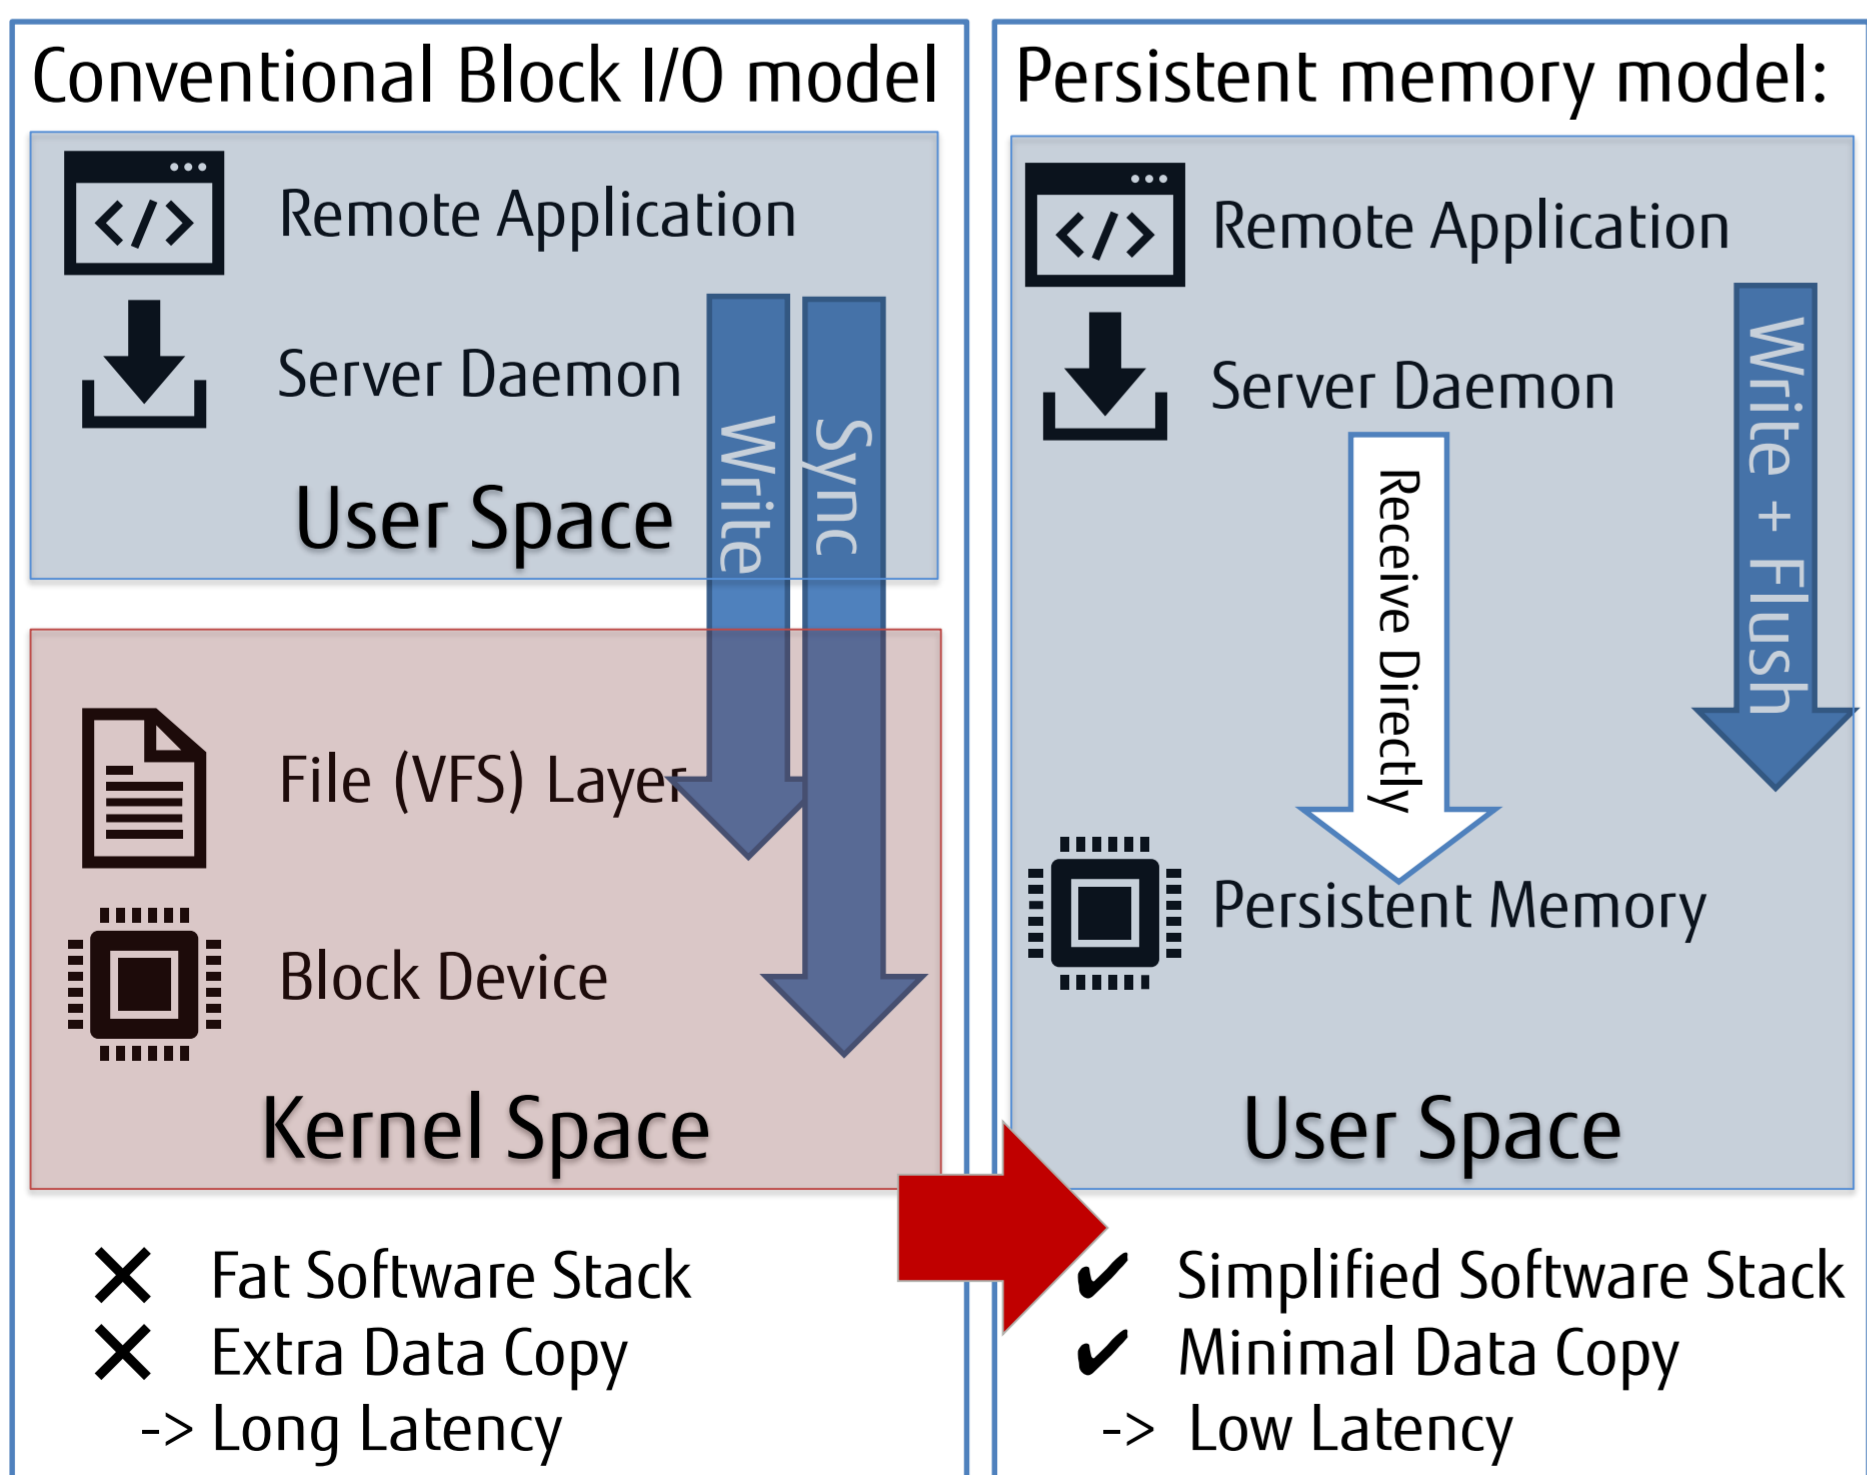 Conventional Block I/O model
</>
Remote Application
Server Daemon
User Space
Write
Sync
File (VFS) Layer
Block Device
Kernel Space
✕ Fat Software Stack
✕ Extra Data Copy
-> Long Latency
Persistent memory model:
</>
Remote Application
Server Daemon
Receive Directly
Write + Flush
Persistent Memory
User Space
✔ Simplified Software Stack
✔ Minimal Data Copy
-> Low Latency